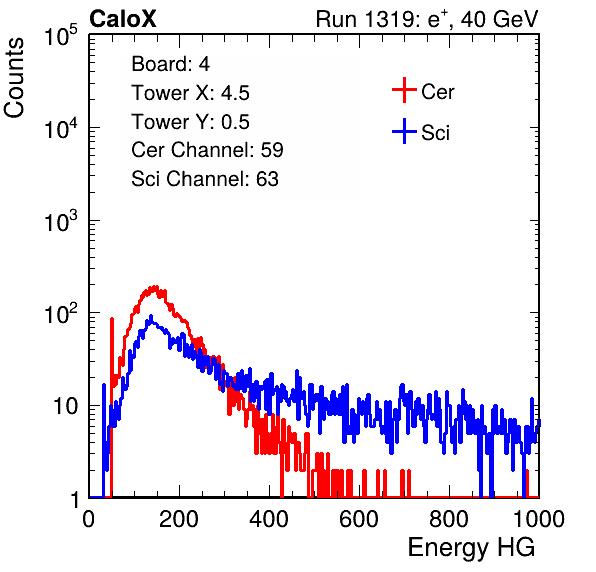 CaloX Run 1319: e+, 40 GeV
Counts
Board: 4
Tower X: 4.5
Tower Y: 0.5
Cer Channel: 59
Sci Channel: 63
Cer
Sci
10^5
10^4
10^3
10^2
10
1
0 200 400 600 800 1000
Energy HG